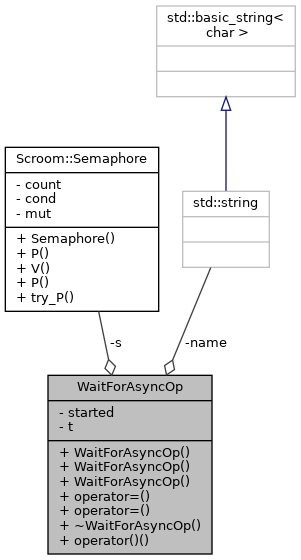 std::basic_string<
char >
Scroom::Semaphore
- count
- cond
- mut
+ Semaphore()
+ P()
+ V()
+ P()
+ try_P()
std::string
-s
-name
WaitForAsyncOp
- started
- t
+ WaitForAsyncOp()
+ WaitForAsyncOp()
+ WaitForAsyncOp()
+ operator=()
+ operator=()
+ ~WaitForAsyncOp()
+ operator()()